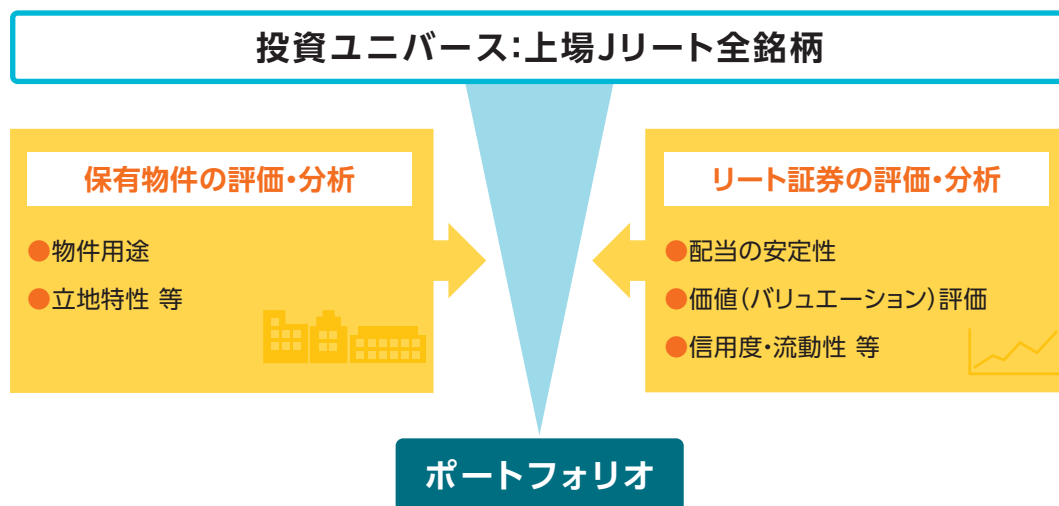 投資ユニバース:上場Jリート全銘柄
保有物件の評価・分析
●物件用途
●立地特性 等
リート証券の評価・分析
●配当の安定性
●価値(バリュエーション)評価
●信用度・流動性 等
ポートフォリオ